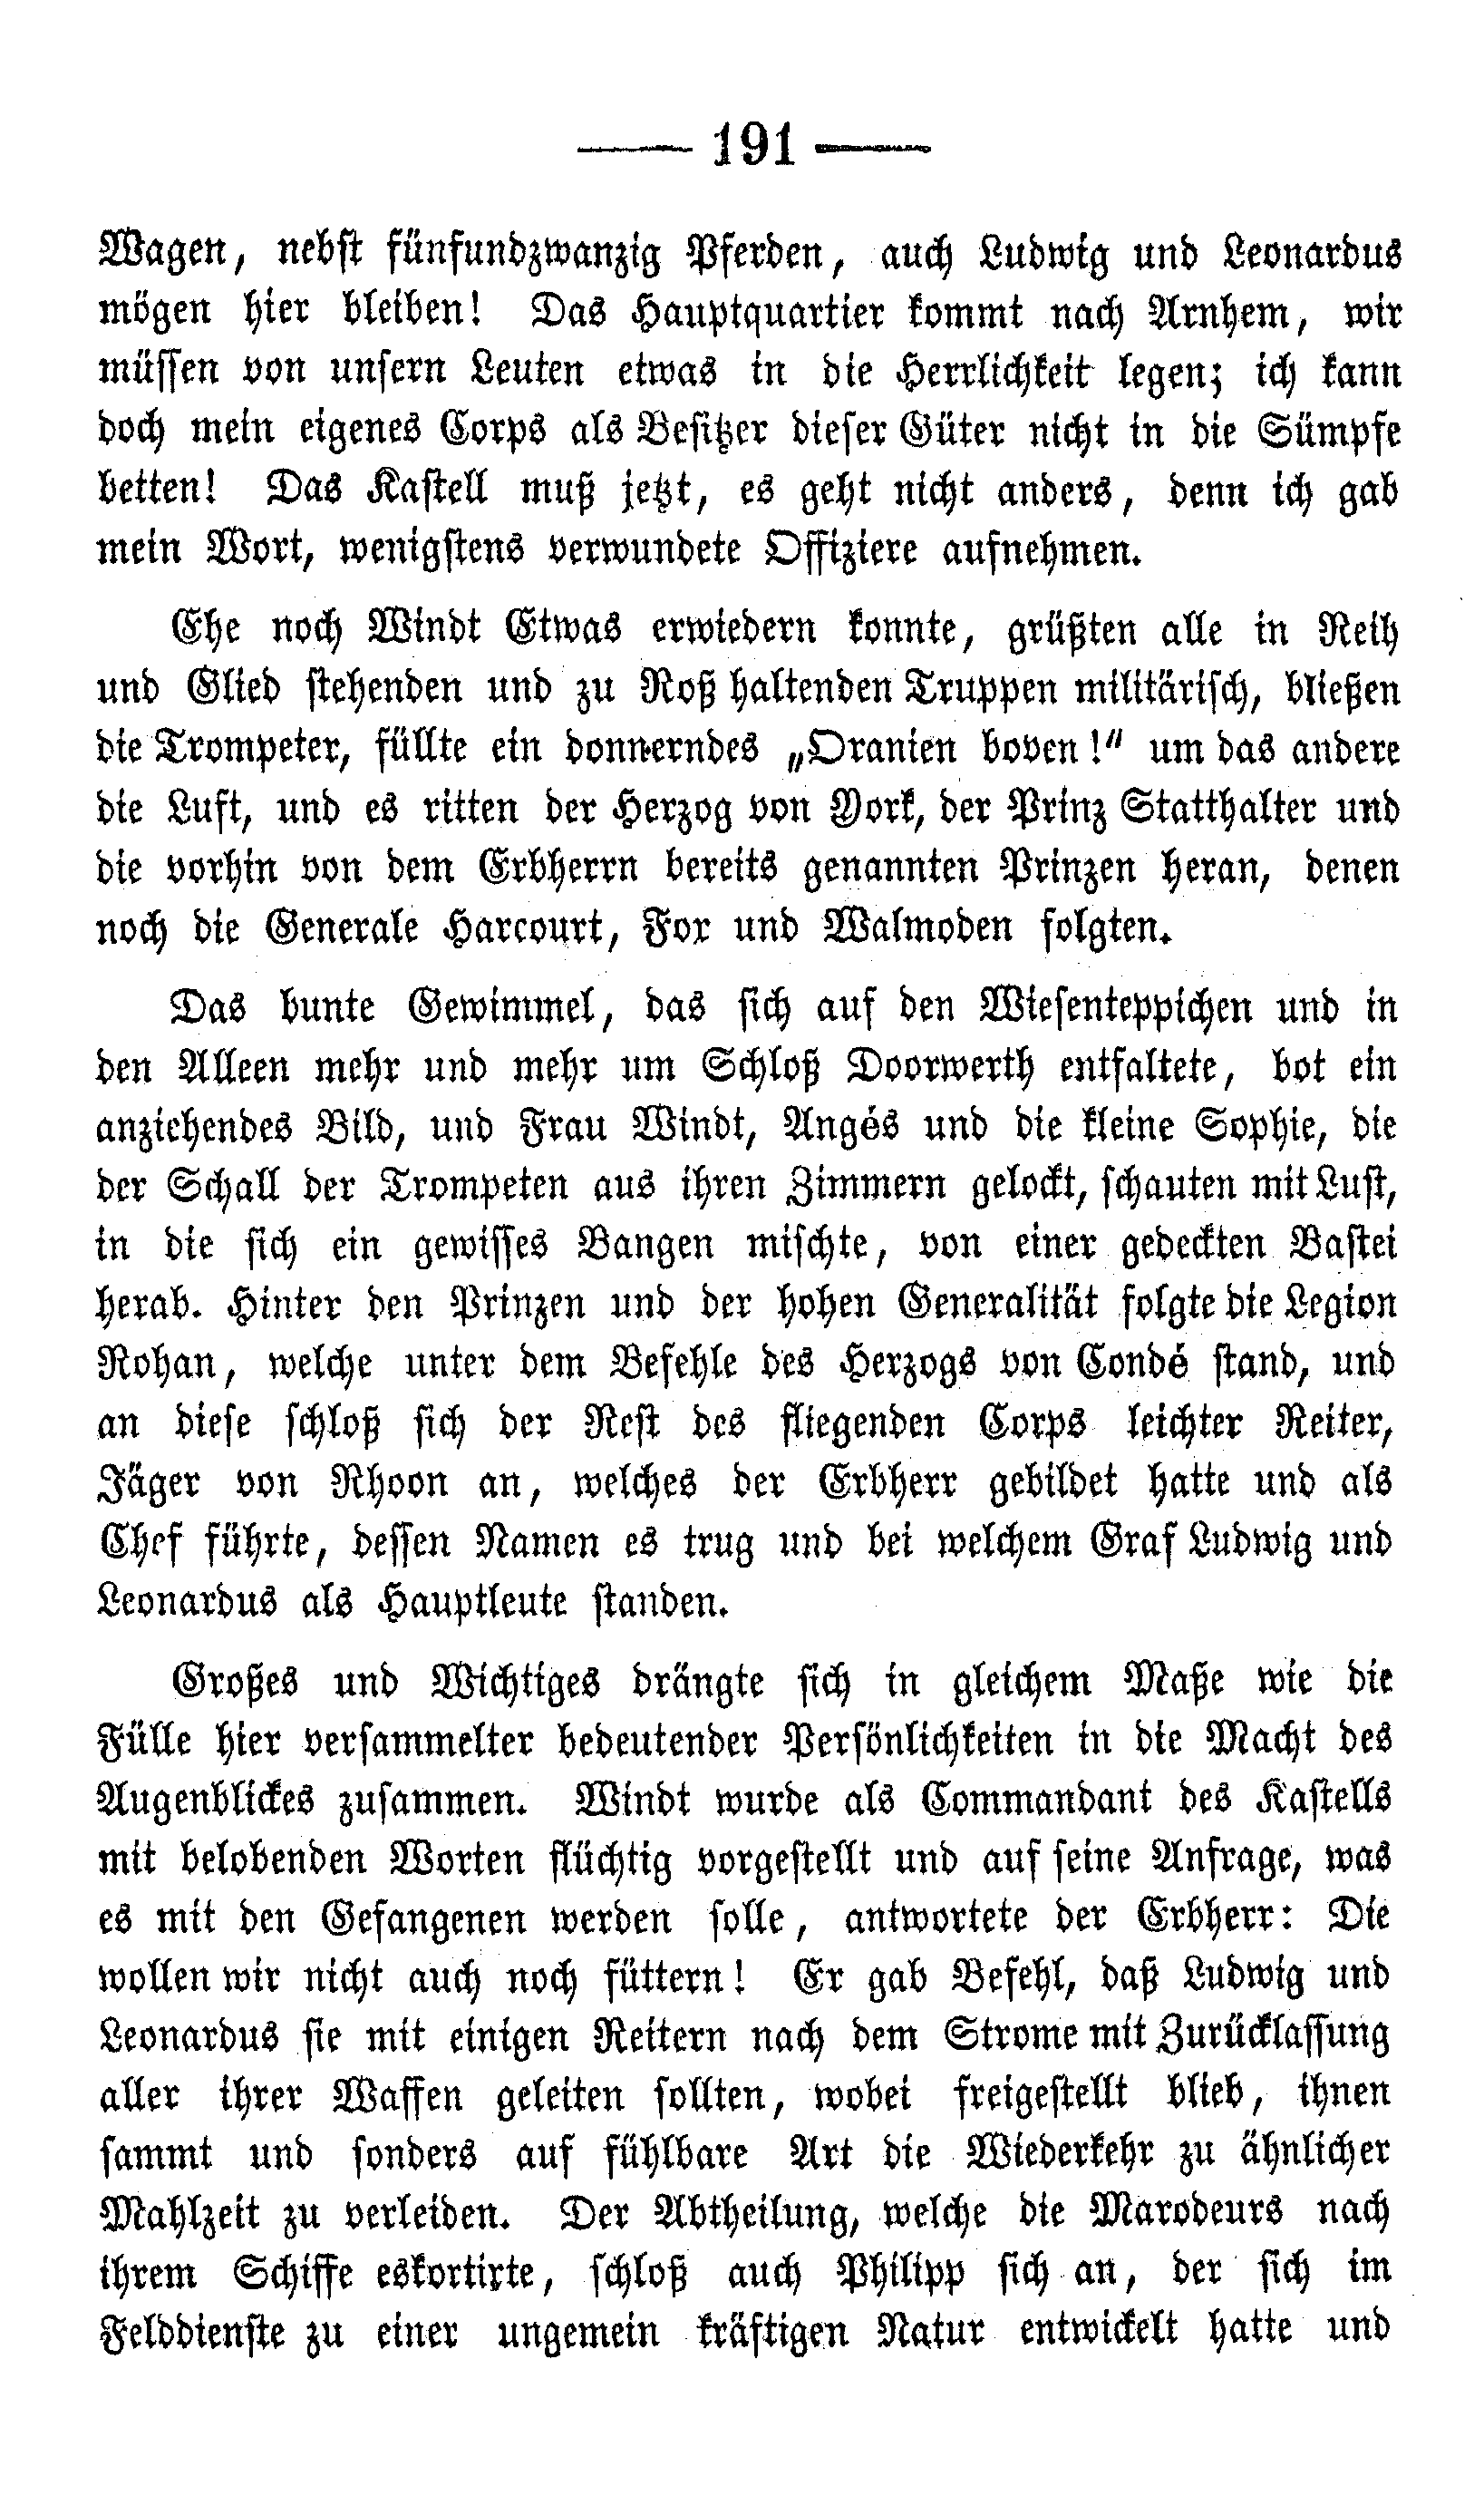 — 191 —
Wagen, nebst fünfundzwanzig Pferden, auch Ludwig und Leonardus
mögen hier bleiben! Das Hauptquartier kommt nach Arnhem, wir
müssen von unsern Leuten etwas in die Herrlichkeit legen; ich kann
doch mein eigenes Corps als Besitzer dieser Güter nicht in die Sümpfe
betten! Das Kastell muß jetzt, es geht nicht anders, denn ich gab
mein Wort, wenigstens verwundete Offiziere aufnehmen.
Ehe noch Windt Etwas erwiedern konnte, grüßten alle in Reih
und Glied stehenden und zu Roß haltenden Truppen militärisch, bließen
die Trompeter, füllte ein donnerndes „Oranien boven!“ um das andere
die Luft, und es ritten der Herzog von York, der Prinz Statthalter und
die vorhin von dem Erbherrn bereits genannten Prinzen heran, denen
noch die Generale Harcourt, Fox und Walmoden folgten.
Das bunte Gewimmel, das sich auf den Wiesenteppichen und in
den Alleen mehr und mehr um Schloß Doorwerth entfaltete, bot ein
anziehendes Bild, und Frau Windt, Angés und die kleine Sophie, die
der Schall der Trompeten aus ihren Zimmern gelockt, schauten mit Lust,
in die sich ein gewisses Bangen mischte, von einer gedeckten Bastei
herab. Hinter den Prinzen und der hohen Generalität folgte die Legion
Rohan, welche unter dem Befehle des Herzogs von Condé stand, und
an diese schloß sich der Rest des fliegenden Corps leichter Reiter,
Jäger von Rhoon an, welches der Erbherr gebildet hatte und als
Chef führte, dessen Namen es trug und bei welchem Graf Ludwig und
Leonardus als Hauptleute standen.
Großes und Wichtiges drängte sich in gleichem Maße wie die
Fülle hier versammelter bedeutender Persönlichkeiten in die Macht des
Augenblickes zusammen. Windt wurde als Commandant des Kastells
mit belobenden Worten flüchtig vorgestellt und auf seine Anfrage, was
es mit den Gefangenen werden solle, antwortete der Erbherr: Die
wollen wir nicht auch noch füttern! Er gab Befehl, daß Ludwig und
Leonardus sie mit einigen Reitern nach dem Strome mit Zurücklassung
aller ihrer Waffen geleiten sollten, wobei freigestellt blieb, ihnen
sammt und sonders auf fühlbare Art die Wiederkehr zu ähnlicher
Mahlzeit zu verleiden. Der Abtheilung, welche die Marodeurs nach
ihrem Schiffe eskortirte, schloß auch Philipp sich an, der sich im
Felddienste zu einer ungemein kräftigen Natur entwickelt hatte und